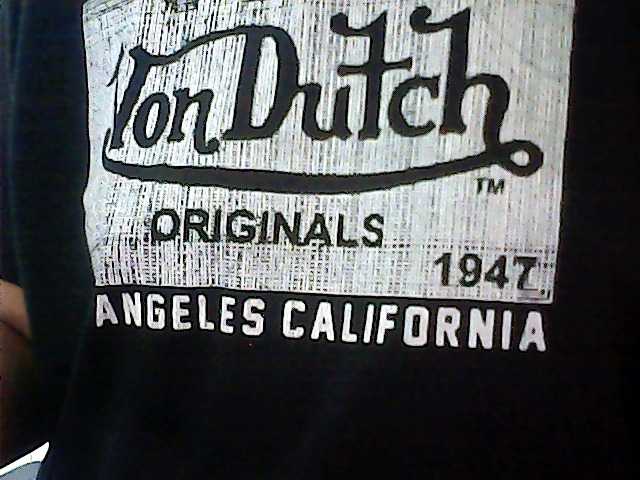 Von Dutch
TM
ORIGINALS
1947
ANGELES CALIFORNIA